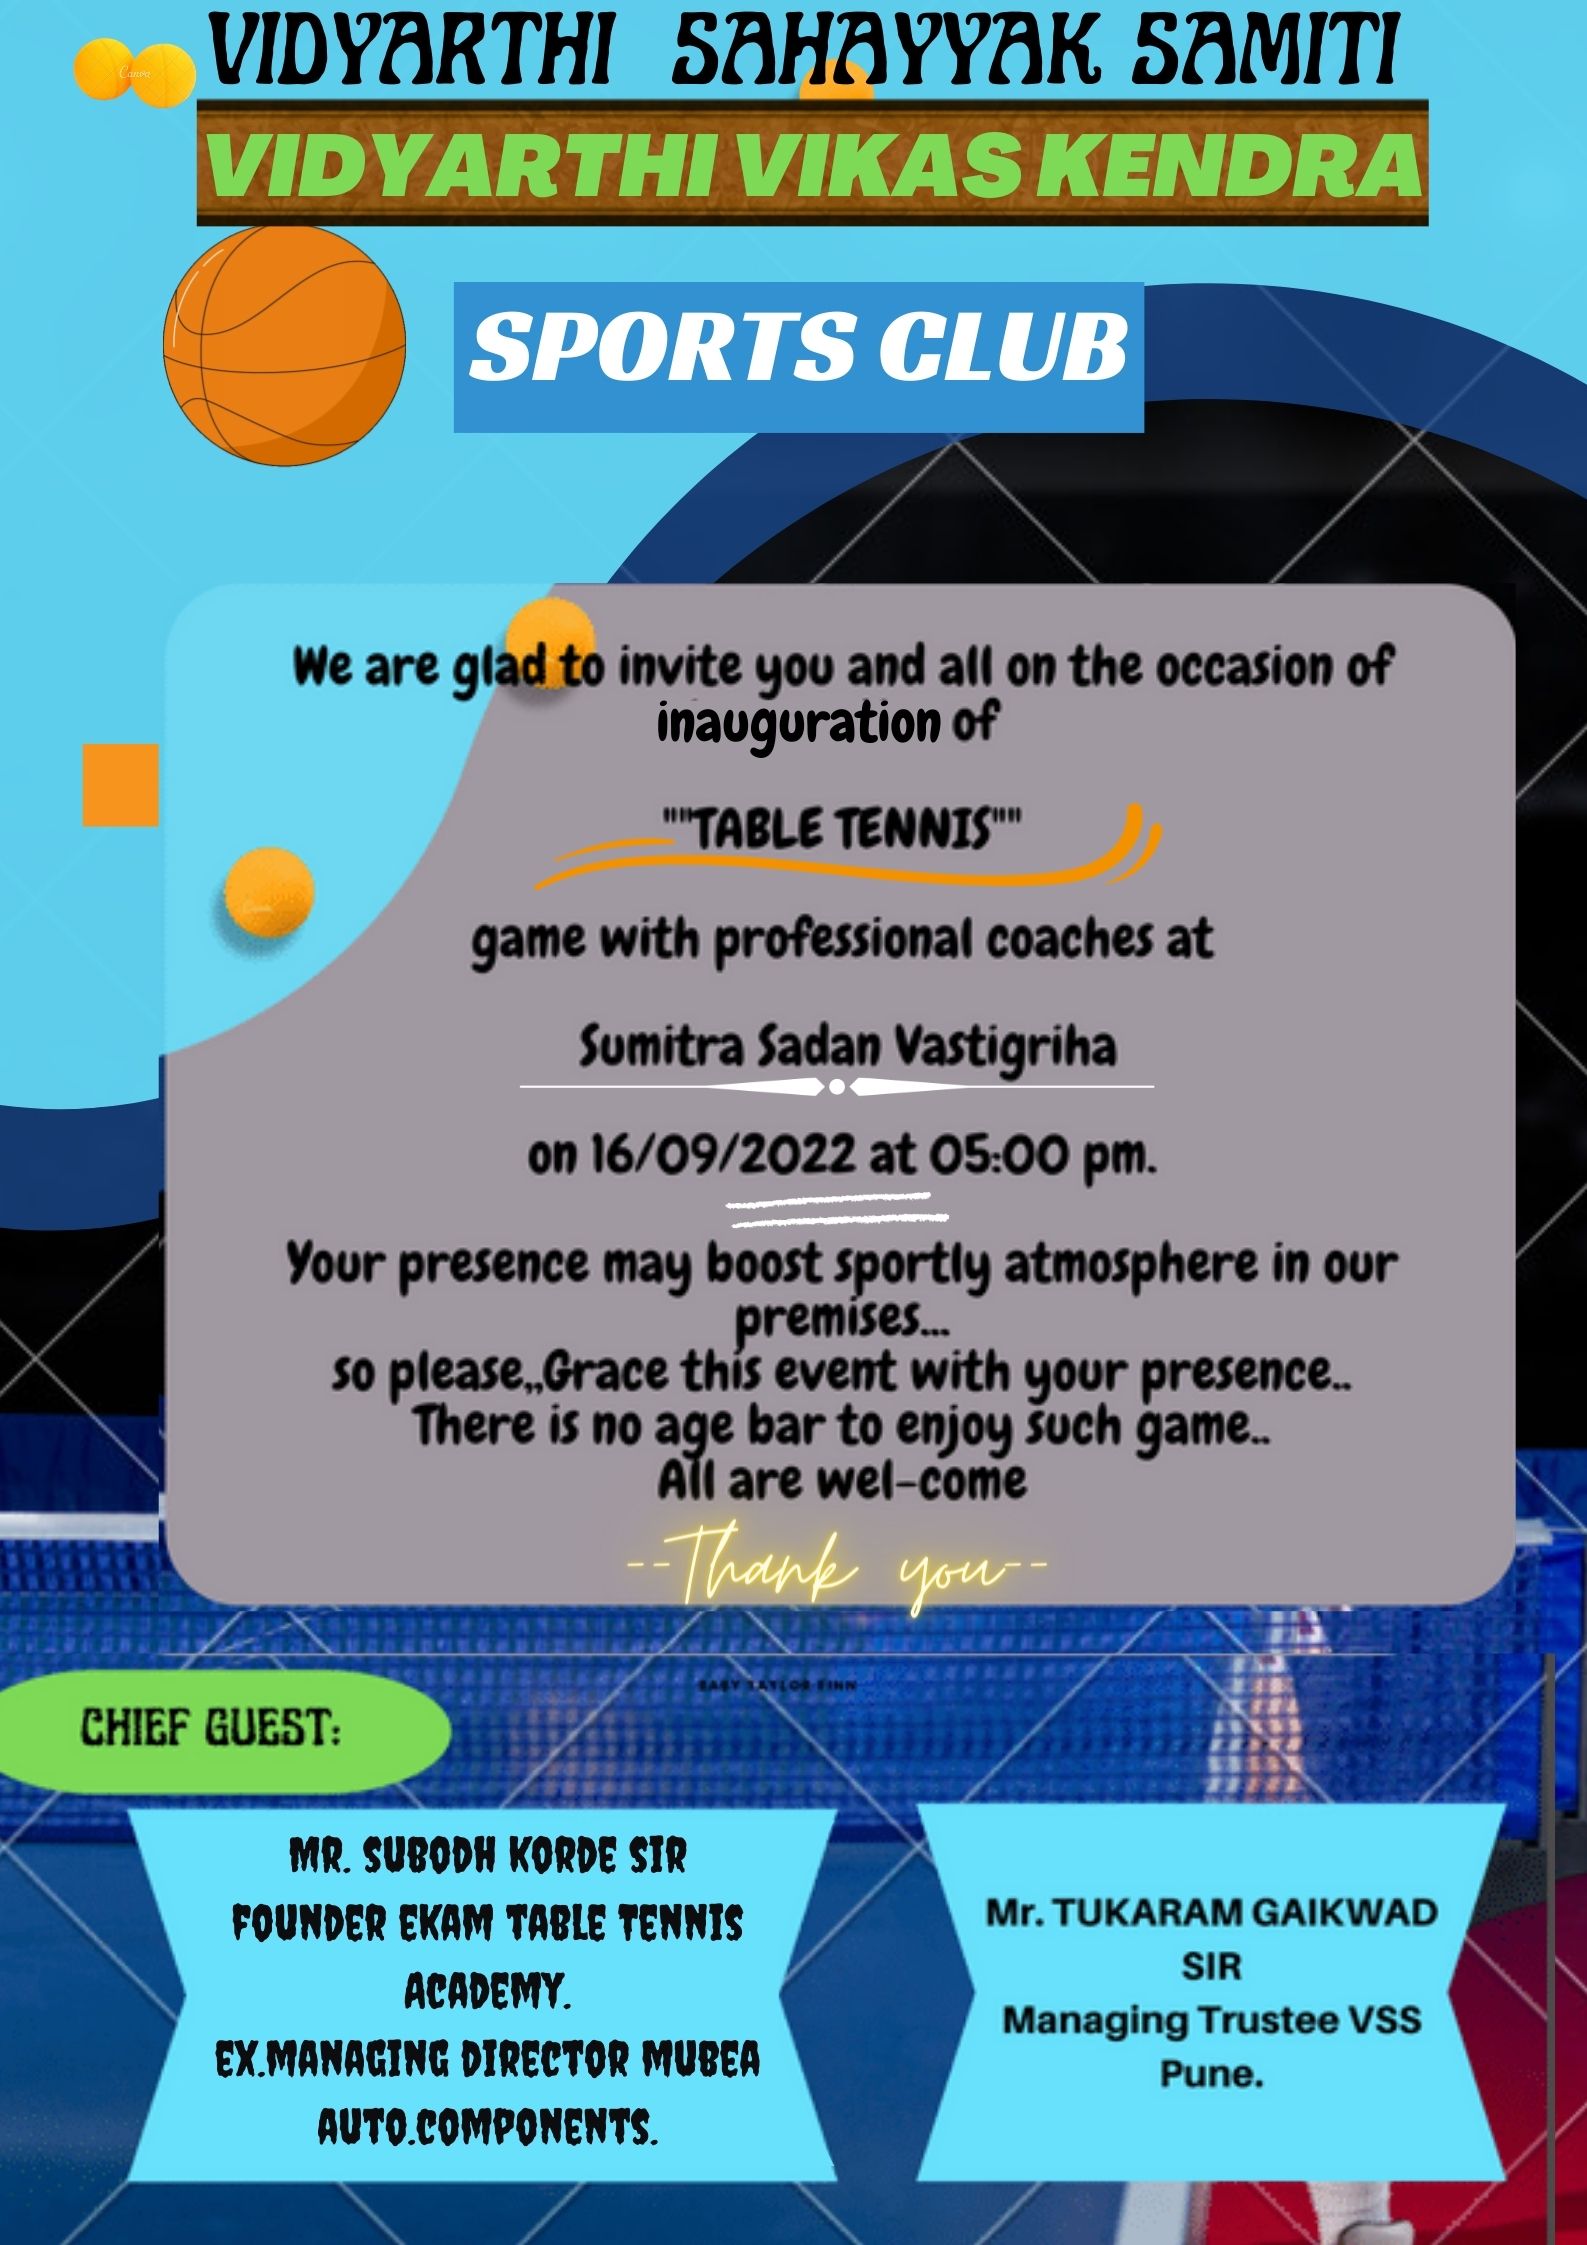 VIDYARTHI SAHAYYAK SAMITI
Canva
VIDYARTHI VIKAS KENDRA
SPORTS CLUB
We are glad to invite you and all on the occasion of
inauguration of
""TABLE TENNIS""
game with professional coaches at
Sumitra Sadan Vastigriha
on 16/09/2022 at 05:00 pm.
Your presence may boost sportly atmosphere in our
premises...
so please,,Grace this event with your presence..
There is no age bar to enjoy such game..
All are wel-come
--Thank you--
BABY TAYLOR FINN
CHIEF GUEST:
MR. SUBODH KORDE SIR
FOUNDER EKAM TABLE TENNIS
ACADEMY.
EX.MANAGING DIRECTOR MUBEA
AUTO.COMPONENTS.
Mr. TUKARAM GAIKWAD
SIR
Managing Trustee VSS
Pune.